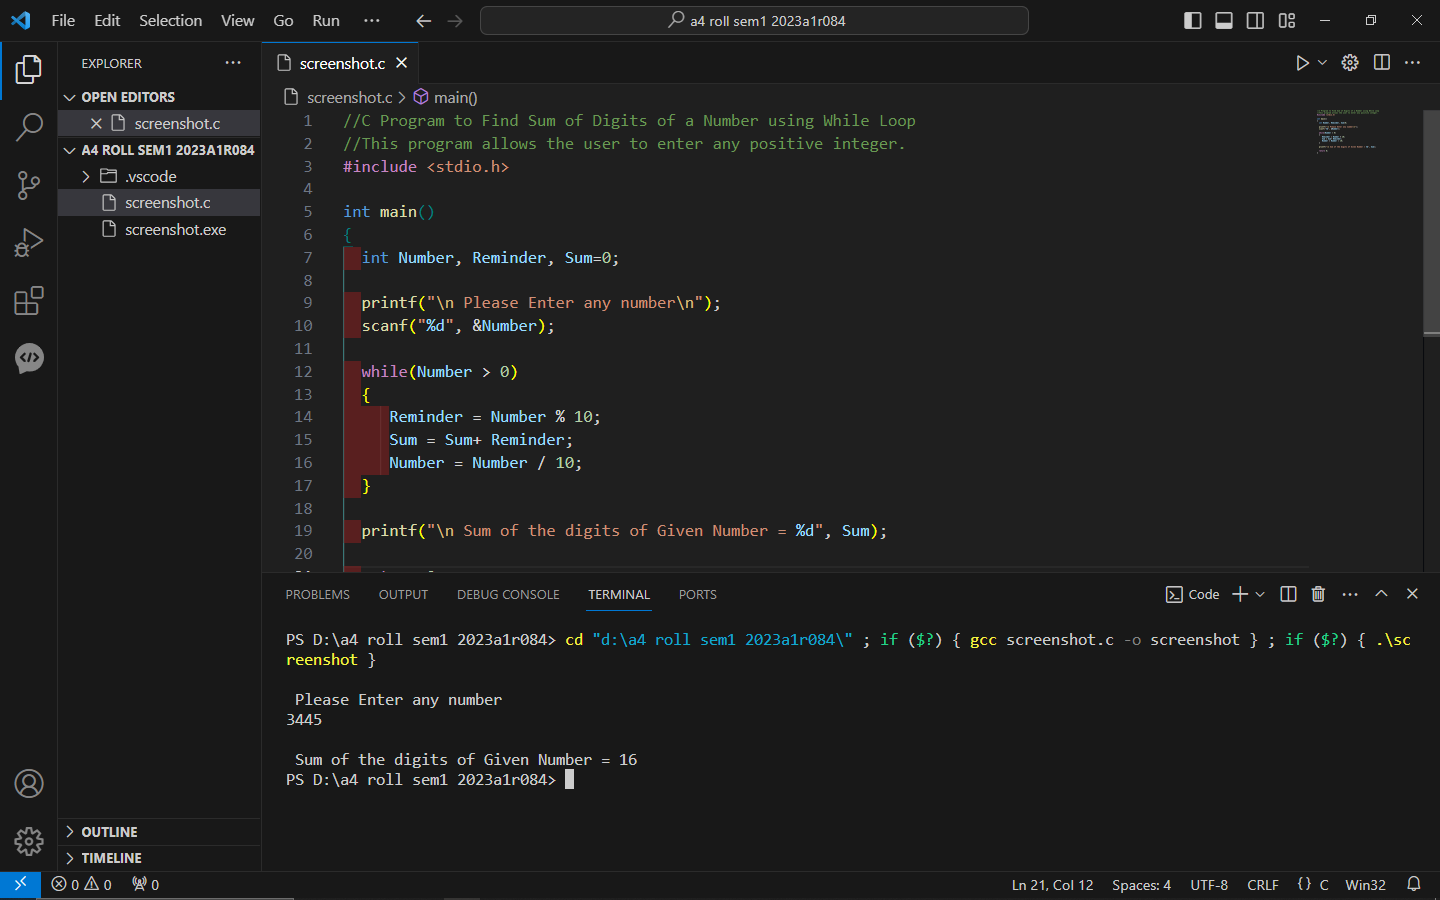 File Edit Selection View Go Run ··· a4 roll sem1 2023a1r084
EXPLORER ···
OPEN EDITORS
screenshot.c
A4 ROLL SEM1 2023A1R084
.vscode
screenshot.c
screenshot.exe
OUTLINE
TIMELINE
screenshot.c
screenshot.c > main()
1 //C Program to Find Sum of Digits of a Number using While Loop
2 //This program allows the user to enter any positive integer.
3 #include <stdio.h>
4
5 int main()
6 {
7 int Number, Reminder, Sum=0;
8
9 printf("\n Please Enter any number\n");
10 scanf("%d", &Number);
11
12 while(Number > 0)
13 {
14 Reminder = Number % 10;
15 Sum = Sum+ Reminder;
16 Number = Number / 10;
17 }
18
19 printf("\n Sum of the digits of Given Number = %d", Sum);
20
PROBLEMS OUTPUT DEBUG CONSOLE TERMINAL PORTS Code
PS D:\a4 roll sem1 2023a1r084> cd "d:\a4 roll sem1 2023a1r084\" ; if ($?) { gcc screenshot.c -o screenshot } ; if ($?) { .\sc
reenshot }
Please Enter any number
3445
Sum of the digits of Given Number = 16
PS D:\a4 roll sem1 2023a1r084>
0 0 0 Ln 21, Col 12 Spaces: 4 UTF-8 CRLF {} C Win32